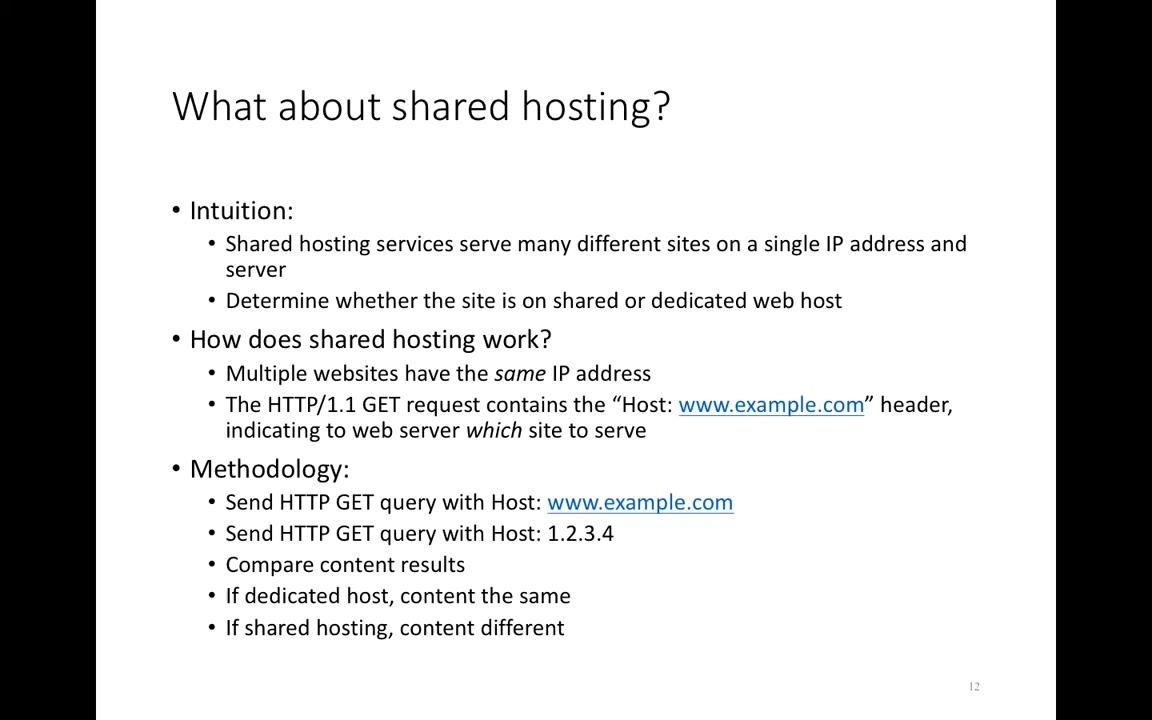 What about shared hosting?
• Intuition:
• Shared hosting services serve many different sites on a single IP address and
server
• Determine whether the site is on shared or dedicated web host
• How does shared hosting work?
• Multiple websites have the same IP address
• The HTTP/1.1 GET request contains the “Host: www.example.com” header,
indicating to web server which site to serve
• Methodology:
• Send HTTP GET query with Host: www.example.com
• Send HTTP GET query with Host: 1.2.3.4
• Compare content results
• If dedicated host, content the same
• If shared hosting, content different
12